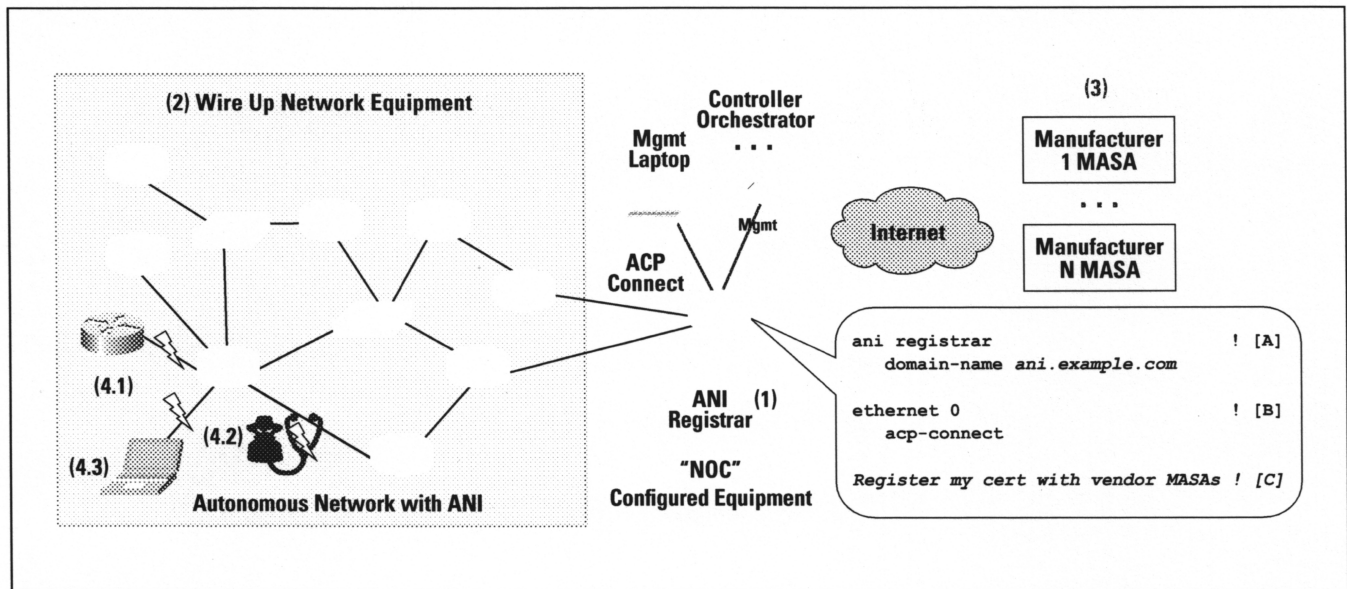 (2) Wire Up Network Equipment
(4.1)
(4.2)
(4.3)
Autonomous Network with ANI
Mgmt
Laptop
Controller
Orchestrator
...
Mgmt
ACP
Connect
ANI
Registrar
(1)
"NOC"
Configured Equipment
Internet
(3)
Manufacturer
1 MASA
...
Manufacturer
N MASA
ani registrar ! [A]
domain-name ani.example.com
ethernet 0 ! [B]
acp-connect
Register my cert with vendor MASAs ! [C]